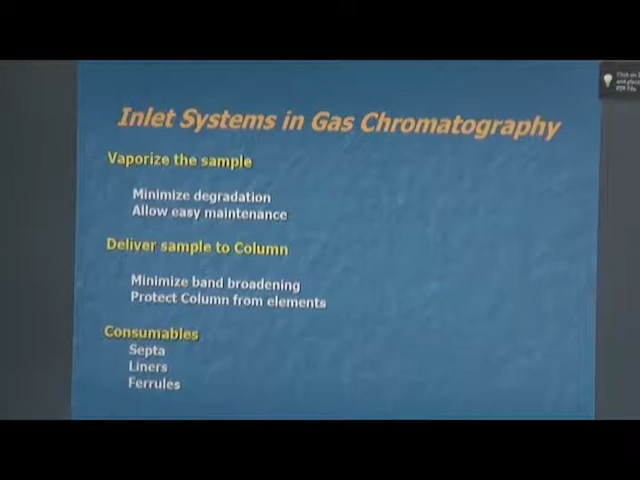 Inlet Systems in Gas Chromatography
Vaporize the sample
Minimize degradation
Allow easy maintenance
Deliver sample to Column
Minimize band broadening
Protect Column from elements
Consumables
Septa
Liners
Ferrules